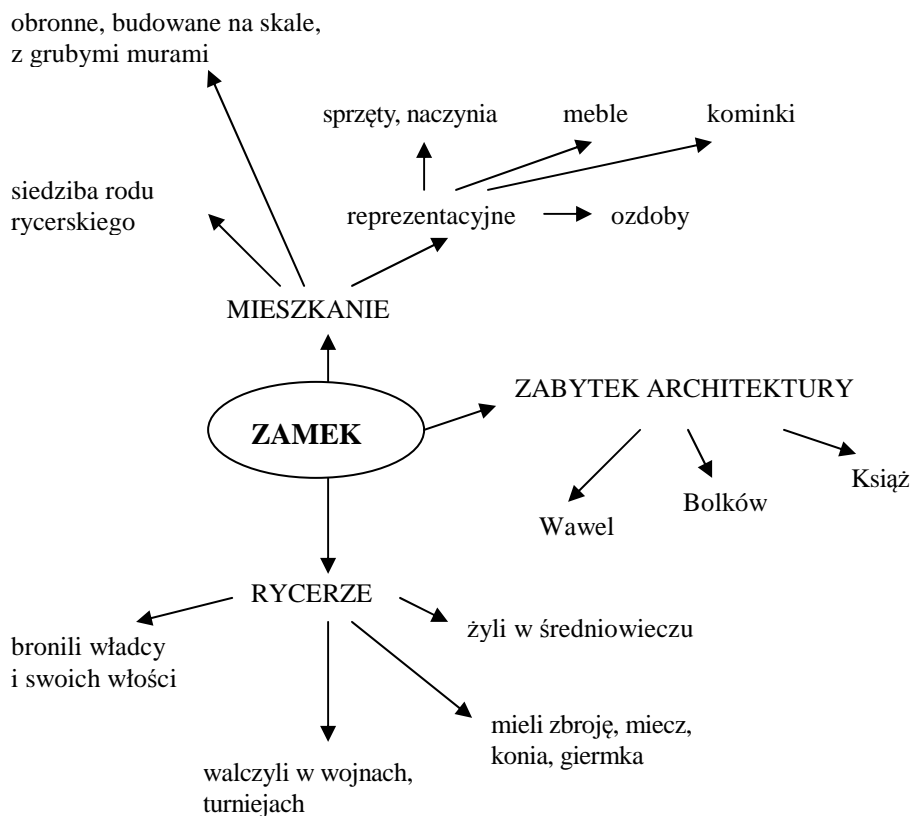 obronne, budowane na skale,
z grubymi murami
sprzęty, naczynia
meble
kominki
siedziba rodu
rycerskiego
reprezentacyjne
ozdoby
MIESZKANIE
ZABYTEK ARCHITEKTURY
ZAMEK
Książ
Bolków
Wawel
RYCERZE
żyli w średniowieczu
bronili władcy
i swoich włości
mieli zbroję, miecz,
konia, giermka
walczyli w wojnach,
turniejach